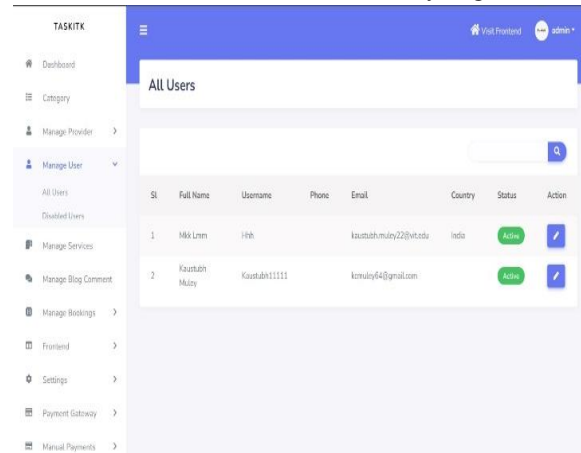 TASKITK
Visit Frontend admin
Dashboard
Category
Manage Provider
Manage User
All Users
Disabled Users
Manage Services
Manage Blog Comment
Manage Bookings
Frontend
Settings
Payment Gateway
Manual Payments
All Users
Sl Full Name Username Phone Email Country Status Action
1 Mkk Lmm Hhh kaustubh.muley22@vit.edu India Active
2 Kaustubh Muley Kaustubh11111 kcmuley64@gmail.com Active